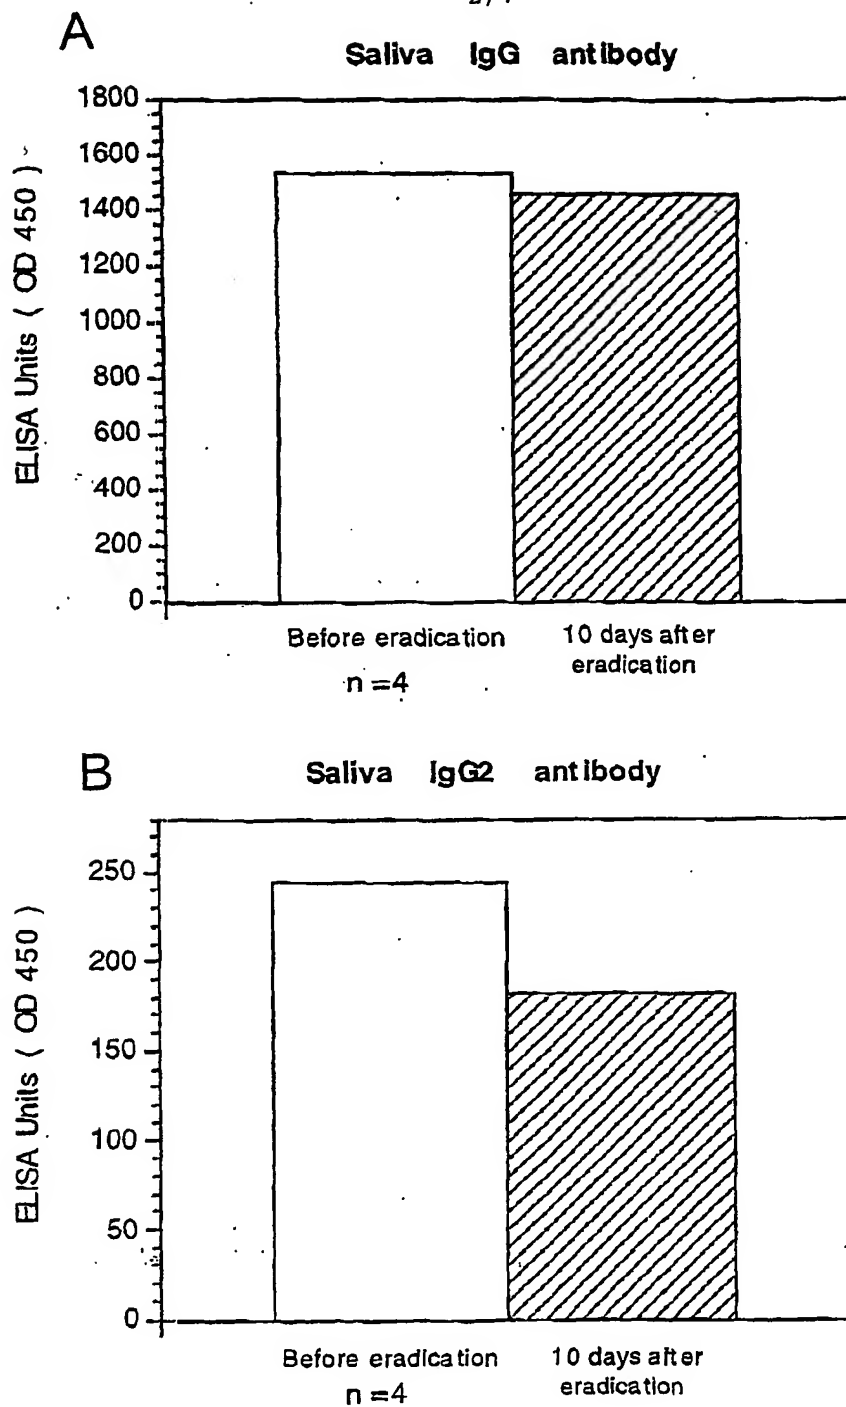 A
Saliva IgG antibody
1800
1600
1400
1200
1000
800
600
400
200
0
ELISA Units ( OD 450 )
Before eradication
n =4
10 days after
eradication
B
Saliva IgG2 antibody
250
200
150
100
50
0
ELISA Units ( OD 450 )
Before eradication
n =4
10 days after
eradication